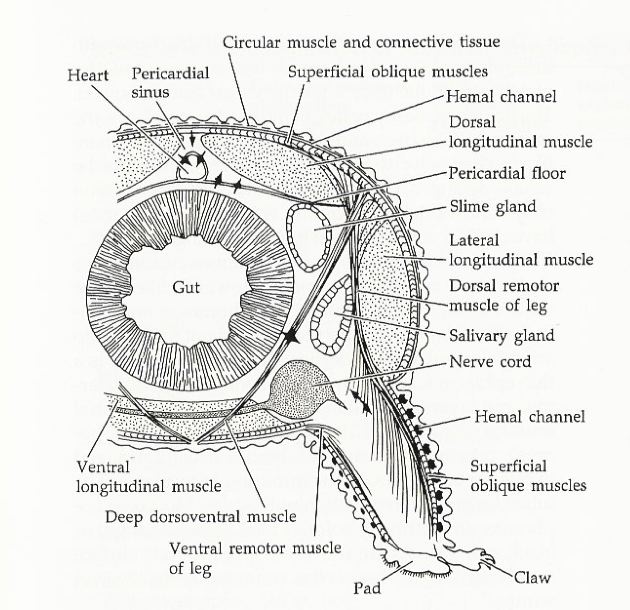 Circular muscle and connective tissue
Heart
Pericardial
sinus
Superficial oblique muscles
Hemal channel
Dorsal
longitudinal muscle
Pericardial floor
Slime gland
Lateral
longitudinal muscle
Dorsal remotor
muscle of leg
Salivary gland
Nerve cord
Gut
Hemal channel
Superficial
oblique muscles
Ventral
longitudinal muscle
Deep dorsoventral muscle
Ventral remotor muscle
of leg
Pad
Claw